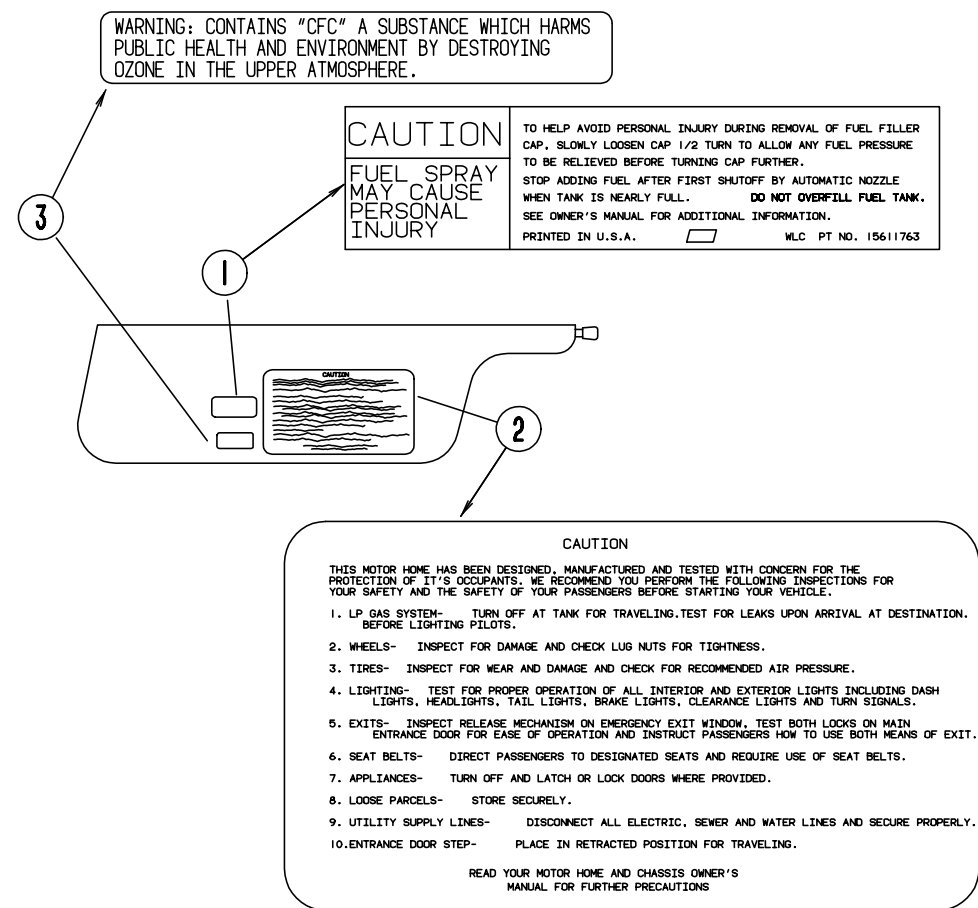 WARNING: CONTAINS "CFC" A SUBSTANCE WHICH HARMS
PUBLIC HEALTH AND ENVIRONMENT BY DESTROYING
OZONE IN THE UPPER ATMOSPHERE.
CAUTION
FUEL SPRAY
MAY CAUSE
PERSONAL
INJURY
TO HELP AVOID PERSONAL INJURY DURING REMOVAL OF FUEL FILLER
CAP, SLOWLY LOOSEN CAP 1/2 TURN TO ALLOW ANY FUEL PRESSURE
TO BE RELIEVED BEFORE TURNING CAP FURTHER.
STOP ADDING FUEL AFTER FIRST SHUTOFF BY AUTOMATIC NOZZLE
WHEN TANK IS NEARLY FULL. DO NOT OVERFILL FUEL TANK.
SEE OWNER'S MANUAL FOR ADDITIONAL INFORMATION.
PRINTED IN U.S.A. WLC PT NO. 15611763
3
1
CAUTION
2
CAUTION
THIS MOTOR HOME HAS BEEN DESIGNED, MANUFACTURED AND TESTED WITH CONCERN FOR THE
PROTECTION OF IT'S OCCUPANTS. WE RECOMMEND YOU PERFORM THE FOLLOWING INSPECTIONS FOR
YOUR SAFETY AND THE SAFETY OF YOUR PASSENGERS BEFORE STARTING YOUR VEHICLE.
1. LP GAS SYSTEM- TURN OFF AT TANK FOR TRAVELING.TEST FOR LEAKS UPON ARRIVAL AT DESTINATION.
BEFORE LIGHTING PILOTS.
2. WHEELS- INSPECT FOR DAMAGE AND CHECK LUG NUTS FOR TIGHTNESS.
3. TIRES- INSPECT FOR WEAR AND DAMAGE AND CHECK FOR RECOMMENDED AIR PRESSURE.
4. LIGHTING- TEST FOR PROPER OPERATION OF ALL INTERIOR AND EXTERIOR LIGHTS INCLUDING DASH
LIGHTS, HEADLIGHTS, TAIL LIGHTS, BRAKE LIGHTS, CLEARANCE LIGHTS AND TURN SIGNALS.
5. EXITS- INSPECT RELEASE MECHANISM ON EMERGENCY EXIT WINDOW, TEST BOTH LOCKS ON MAIN
ENTRANCE DOOR FOR EASE OF OPERATION AND INSTRUCT PASSENGERS HOW TO USE BOTH MEANS OF EXIT.
6. SEAT BELTS- DIRECT PASSENGERS TO DESIGNATED SEATS AND REQUIRE USE OF SEAT BELTS.
7. APPLIANCES- TURN OFF AND LATCH OR LOCK DOORS WHERE PROVIDED.
8. LOOSE PARCELS- STORE SECURELY.
9. UTILITY SUPPLY LINES- DISCONNECT ALL ELECTRIC, SEWER AND WATER LINES AND SECURE PROPERLY.
10.ENTRANCE DOOR STEP- PLACE IN RETRACTED POSITION FOR TRAVELING.
READ YOUR MOTOR HOME AND CHASSIS OWNER'S
MANUAL FOR FURTHER PRECAUTIONS